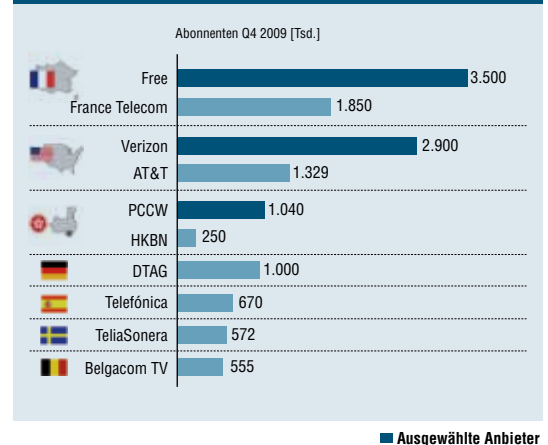 Abonnenten Q4 2009 [Tsd.]
Free 3.500
France Telecom 1.850
Verizon 2.900
AT&T 1.329
PCCW 1.040
HKBN 250
DTAG 1.000
Telefónica 670
TeliaSonera 572
Belgacom TV 555
Ausgewählte Anbieter